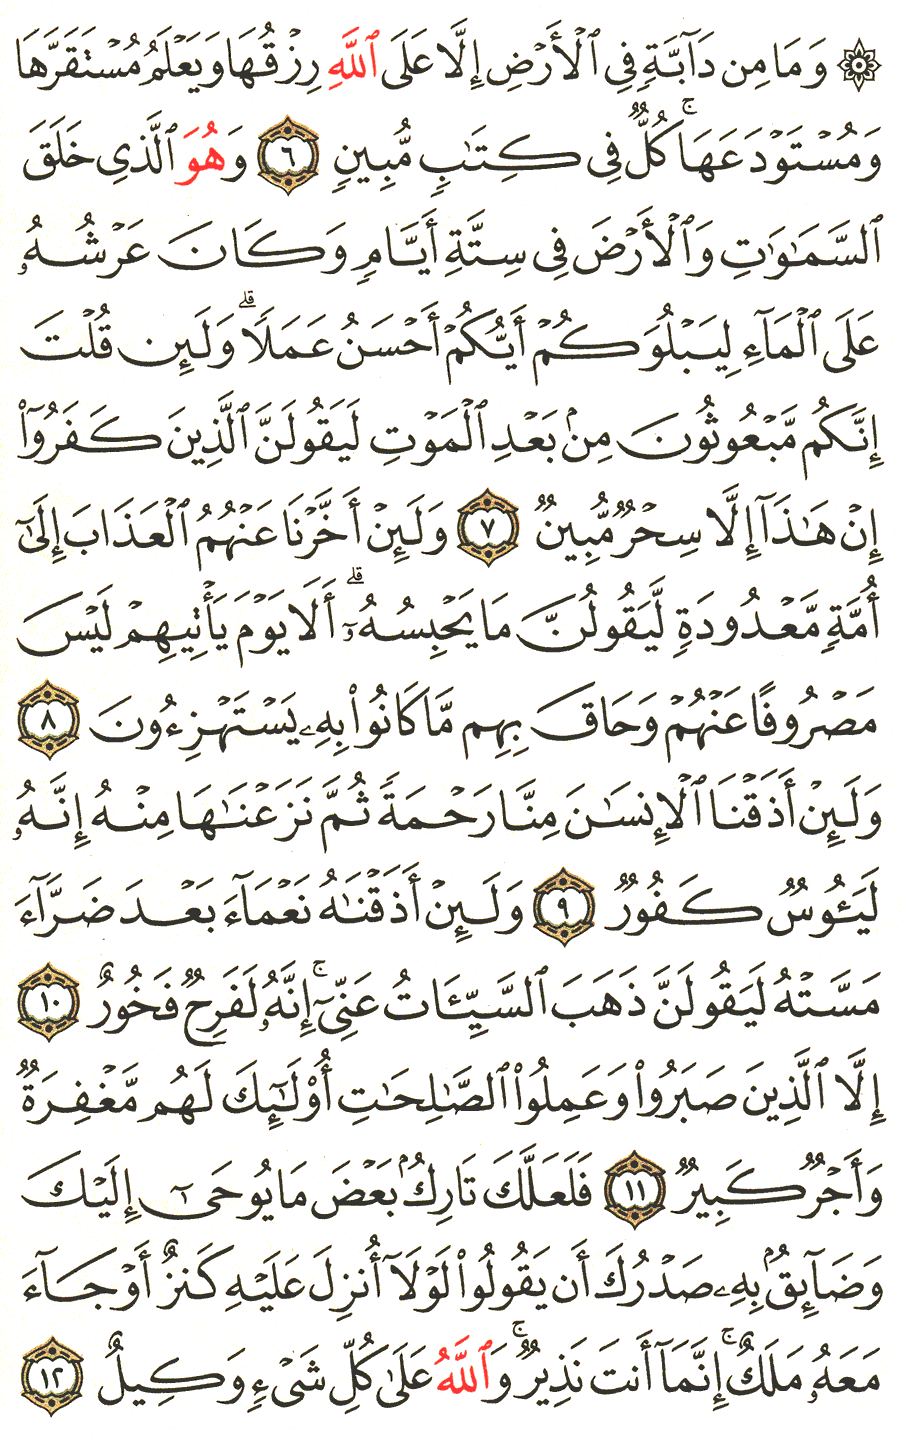 ۞ وَمَا مِن دَآبَّةٍ فِي ٱلْأَرْضِ إِلَّا عَلَى ٱللَّهِ رِزْقُهَا وَيَعْلَمُ مُسْتَقَرَّهَا
وَمُسْتَوْدَعَهَا ۚ كُلٌّ فِي كِتَٰبٍ مُّبِينٍ ٦ وَهُوَ ٱلَّذِي خَلَقَ
ٱلسَّمَٰوَٰتِ وَٱلْأَرْضَ فِي سِتَّةِ أَيَّامٍ وَكَانَ عَرْشُهُۥ
عَلَى ٱلْمَآءِ لِيَبْلُوَكُمْ أَيُّكُمْ أَحْسَنُ عَمَلًا ۗ وَلَئِن قُلْتَ
إِنَّكُم مَّبْعُوثُونَ مِنۢ بَعْدِ ٱلْمَوْتِ لَيَقُولَنَّ ٱلَّذِينَ كَفَرُوٓا۟
إِنْ هَٰذَآ إِلَّا سِحْرٌ مُّبِينٌ ٧ وَلَئِنْ أَخَّرْنَا عَنْهُمُ ٱلْعَذَابَ إِلَىٰٓ
أُمَّةٍ مَّعْدُودَةٍ لَّيَقُولُنَّ مَا يَحْبِسُهُۥٓ ۗ أَلَا يَوْمَ يَأْتِيهِمْ لَيْسَ
مَصْرُوفًا عَنْهُمْ وَحَاقَ بِهِم مَّا كَانُوا۟ بِهِۦ يَسْتَهْزِءُونَ ٨
وَلَئِنْ أَذَقْنَا ٱلْإِنسَٰنَ مِنَّا رَحْمَةً ثُمَّ نَزَعْنَٰهَا مِنْهُ إِنَّهُۥ
لَيَـُٔوسٌ كَفُورٌ ٩ وَلَئِنْ أَذَقْنَٰهُ نَعْمَآءَ بَعْدَ ضَرَّآءَ
مَسَّتْهُ لَيَقُولَنَّ ذَهَبَ ٱلسَّيِّـَٔاتُ عَنِّيٓ ۚ إِنَّهُۥ لَفَرِحٌ فَخُورٌ ١٠
إِلَّا ٱلَّذِينَ صَبَرُوا۟ وَعَمِلُوا۟ ٱلصَّٰلِحَٰتِ أُو۟لَٰٓئِكَ لَهُم مَّغْفِرَةٌ
وَأَجْرٌ كَبِيرٌ ١١ فَلَعَلَّكَ تَارِكٌۢ بَعْضَ مَا يُوحَىٰٓ إِلَيْكَ
وَضَآئِقٌۢ بِهِۦ صَدْرُكَ أَن يَقُولُوا۟ لَوْلَآ أُنزِلَ عَلَيْهِ كَنزٌ أَوْ جَآءَ
مَعَهُۥ مَلَكٌ ۚ إِنَّمَآ أَنتَ نَذِيرٌ ۚ وَٱللَّهُ عَلَىٰ كُلِّ شَىْءٍ وَكِيلٌ ١٢